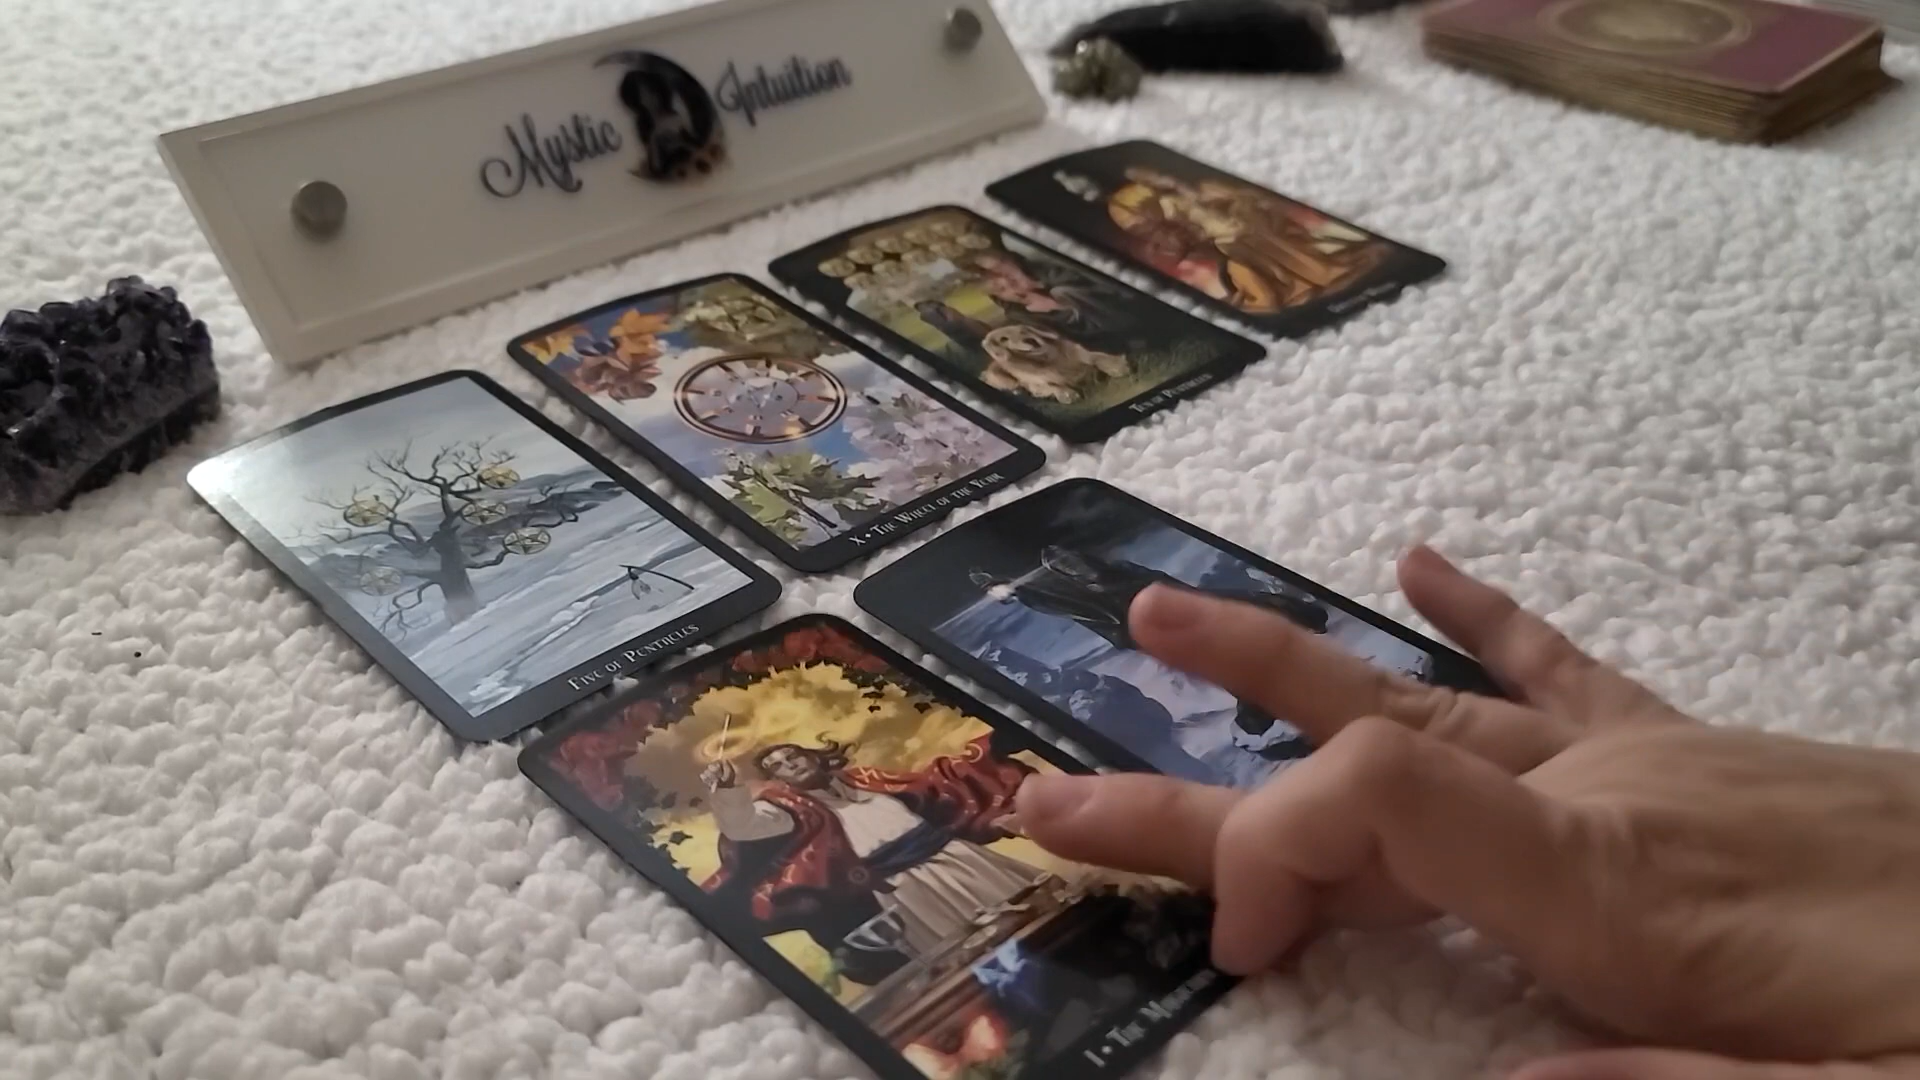 Mystic Intuition
Ten of Pentacles
X • The Wheel of the Year
Five of Pentacles
I • The Magician